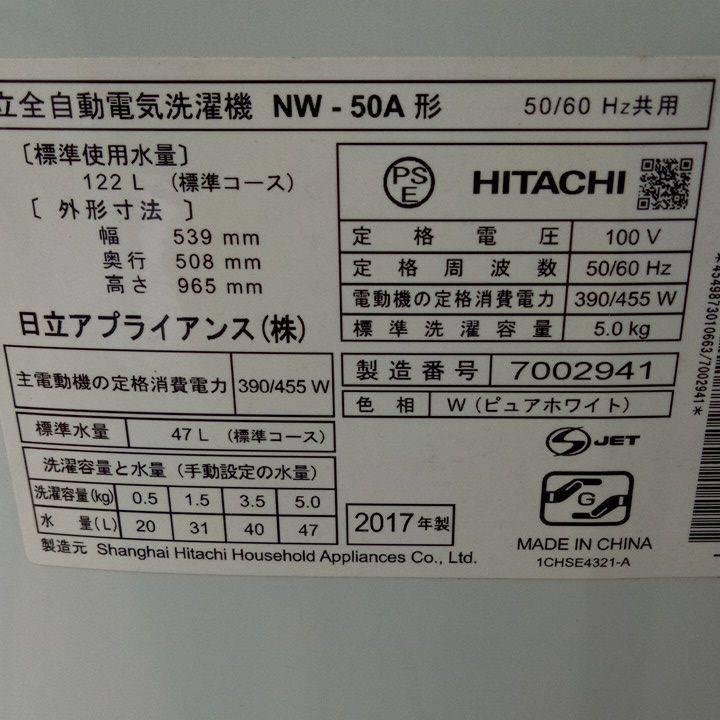 立全自動電気洗濯機 NW - 50A 形 50/60 Hz共用
〔標準使用水量〕
122 L (標準コース)
〔 外形寸法 〕
幅 539 mm
奥行 508 mm
高さ 965 mm
日立アプライアンス(株)
主電動機の定格消費電力 390/455 W
標準水量 47 L (標準コース)
洗濯容量と水量 (手動設定の水量)
洗濯容量(kg) 0.5 1.5 3.5 5.0
水 量(L) 20 31 40 47
製造元 Shanghai Hitachi Household Appliances Co., Ltd.
PS E HITACHI
定格電圧 100 V
定格周波数 50/60 Hz
電動機の定格消費電力 390/455 W
標準洗濯容量 5.0 kg
製造番号 7002941
色相 W (ピュアホワイト)
S JET
G
2017年製
MADE IN CHINA
1CHSE4321-A
*4549873010663/7002941*